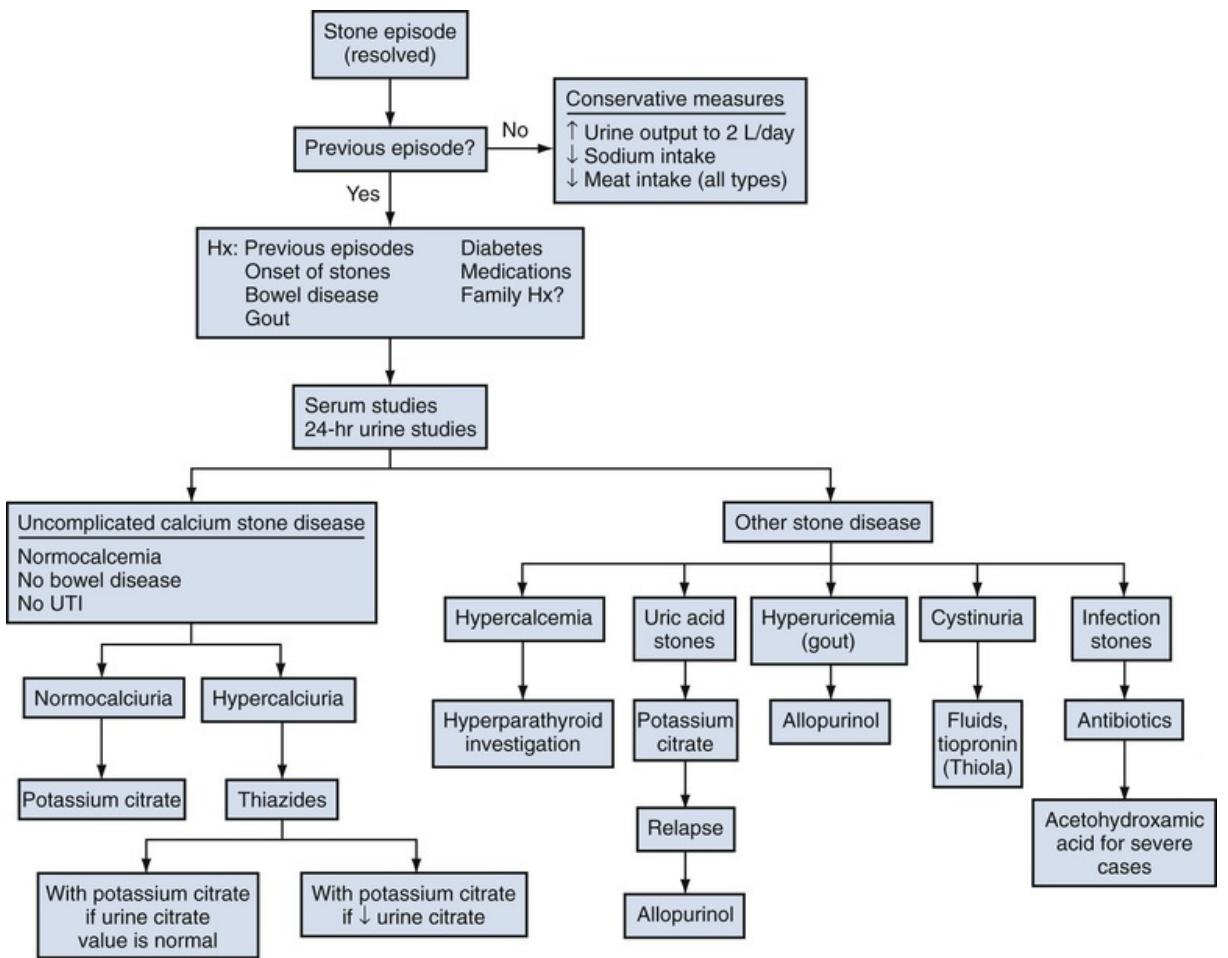 Stone episode
(resolved)
Previous episode?
No
Conservative measures
↑ Urine output to 2 L/day
↓ Sodium intake
↓ Meat intake (all types)
Yes
Hx: Previous episodes Diabetes
Onset of stones Medications
Bowel disease Family Hx?
Gout
Serum studies
24-hr urine studies
Uncomplicated calcium stone disease
Normocalcemia
No bowel disease
No UTI
Other stone disease
Normocalciuria
Hypercalciuria
Potassium citrate
Thiazides
With potassium citrate
if urine citrate
value is normal
With potassium citrate
if ↓ urine citrate
Hypercalcemia
Hyperparathyroid
investigation
Uric acid
stones
Potassium
citrate
Relapse
Allopurinol
Hyperuricemia
(gout)
Allopurinol
Cystinuria
Fluids,
tiopronin
(Thiola)
Infection
stones
Antibiotics
Acetohydroxamic
acid for severe
cases